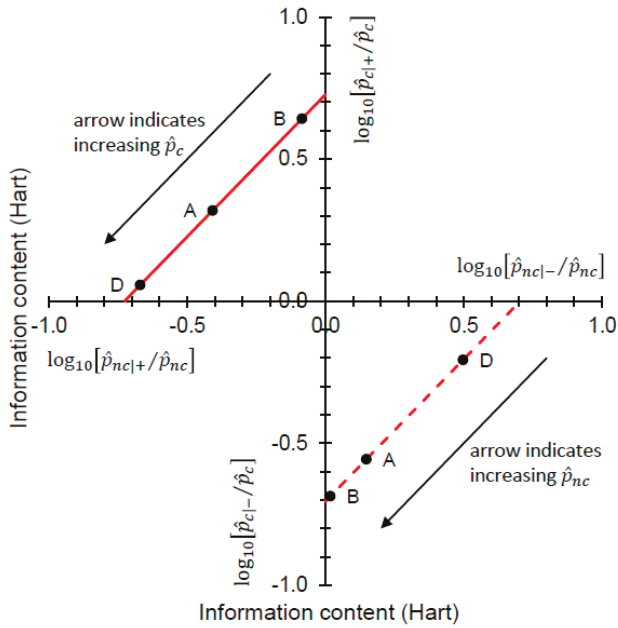 1.0
log₁₀[p̂c|+/p̂c]
B
arrow indicates
increasing p̂c
0.5
A
Information content (Hart)
D
log₁₀[p̂nc|−/p̂nc]
0.0
-1.0 -0.5 0.0 0.5 1.0
log₁₀[p̂nc|+/p̂nc]
D
-0.5
A
arrow indicates
increasing p̂nc
B
log₁₀[p̂c|−/p̂c]
-1.0
Information content (Hart)